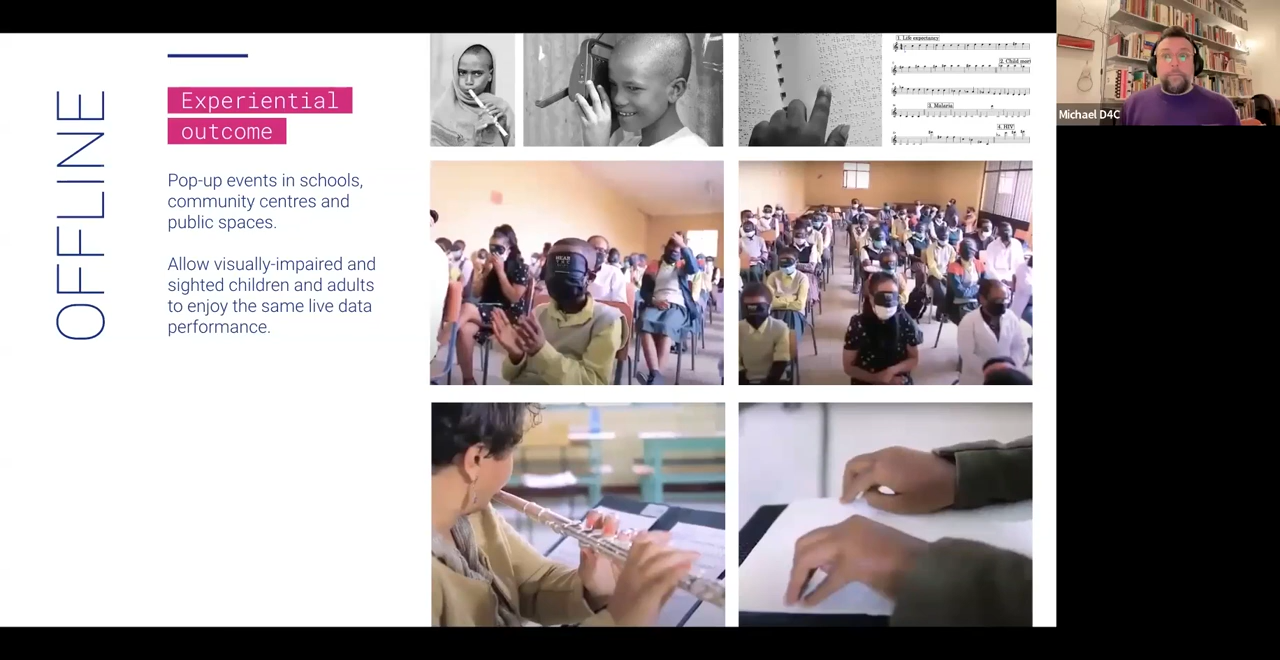 OFFLINE
Experiential
outcome
Pop-up events in schools,
community centres and
public spaces.
Allow visually-impaired and
sighted children and adults
to enjoy the same live data
performance.
1. Life expectancy
2. Child mort
3. Malaria
4. HIV
Michael D4C